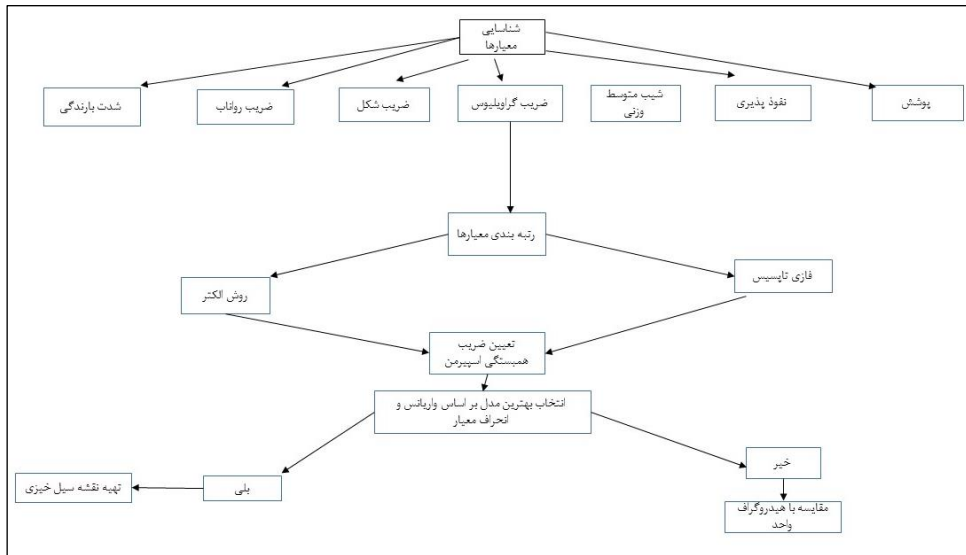 شناسایی
معیارها
پوشش
نفوذ پذیری
شیب متوسط
وزنی
ضریب گراویلیوس
ضریب شکل
ضریب رواناب
شدت بارندگی
رتبه بندی معیارها
فازی تاپسیس
روش الکتر
تعیین ضریب
همبستگی اسپیرمن
انتخاب بهترین مدل بر اساس واریانس و
انحراف معیار
خیر
بلی
تهیه نقشه سیل خیزی
مقایسه با هیدروگراف
واحد